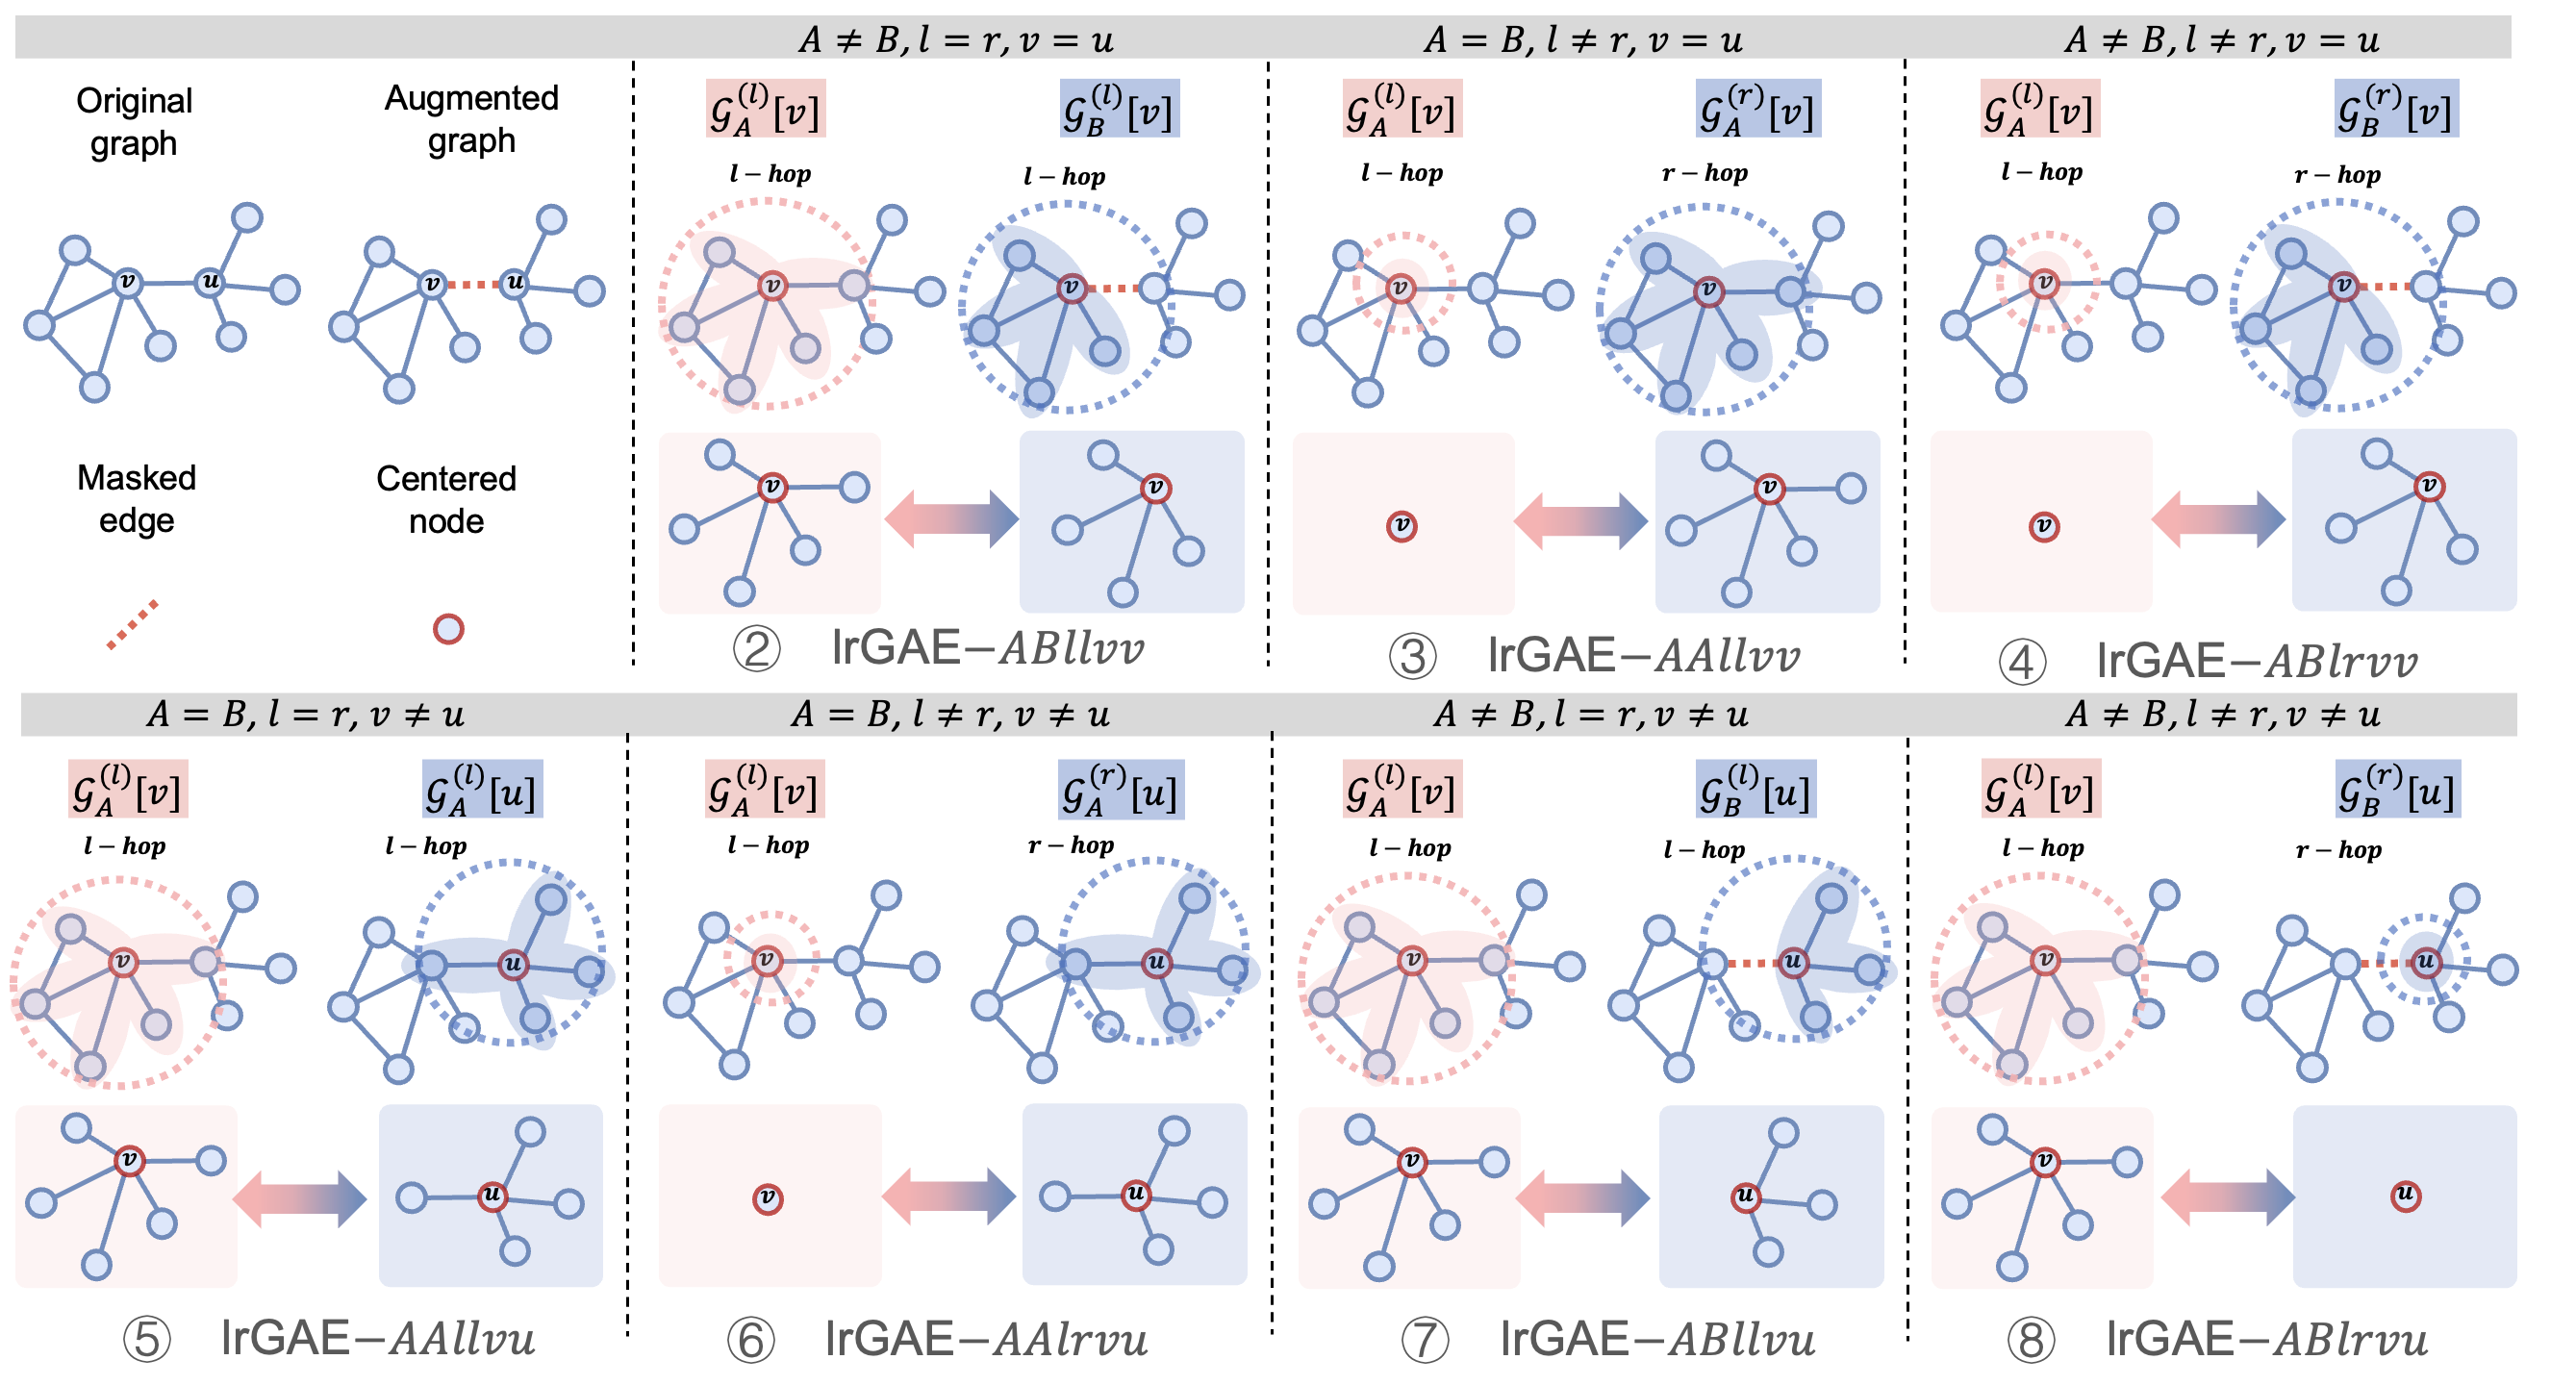 A ≠ B, l = r, v = u
A = B, l ≠ r, v = u
A ≠ B, l ≠ r, v = u
Original
graph
Augmented
graph
v
u
v
u
Masked
edge
Centered
node
𝒢_A^(l)[v]
𝒢_B^(l)[v]
l − hop
l − hop
v
v
v
v
② lrGAE−ABllvv
𝒢_A^(l)[v]
𝒢_A^(r)[v]
l − hop
r − hop
v
v
v
v
③ lrGAE−AAllvv
𝒢_A^(l)[v]
𝒢_B^(r)[v]
l − hop
r − hop
v
v
v
v
④ lrGAE−ABlrvv
A = B, l = r, v ≠ u
A = B, l ≠ r, v ≠ u
A ≠ B, l = r, v ≠ u
A ≠ B, l ≠ r, v ≠ u
𝒢_A^(l)[v]
𝒢_A^(l)[u]
l − hop
l − hop
v
u
v
u
⑤ lrGAE−AAllvu
𝒢_A^(l)[v]
𝒢_A^(r)[u]
l − hop
r − hop
v
u
v
u
⑥ lrGAE−AAlrvu
𝒢_A^(l)[v]
𝒢_B^(l)[u]
l − hop
l − hop
v
u
v
u
⑦ lrGAE−ABllvu
𝒢_A^(l)[v]
𝒢_B^(r)[u]
l − hop
r − hop
v
u
v
u
⑧ lrGAE−ABlrvu